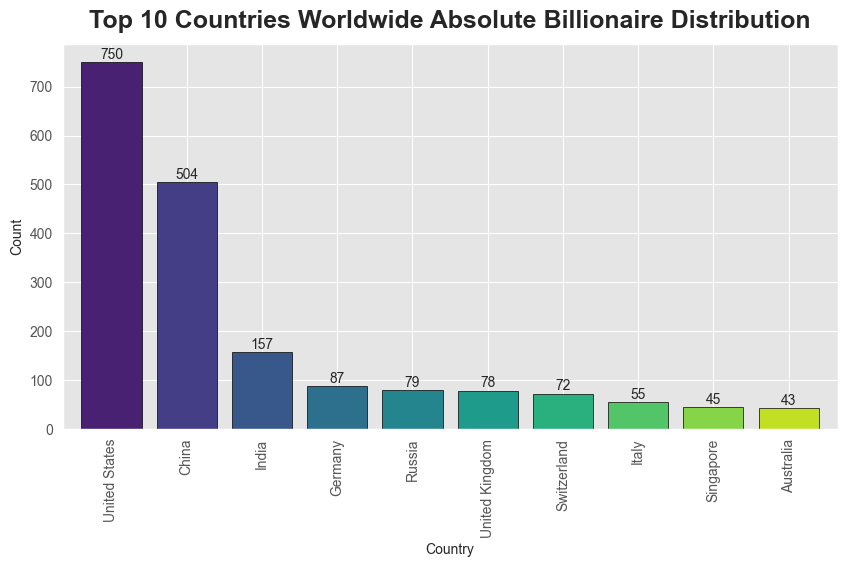 Top 10 Countries Worldwide Absolute Billionaire Distribution
750
504
157
87
79
78
72
55
45
43
700
600
500
400
300
200
100
0
Count
United States
China
India
Germany
Russia
United Kingdom
Switzerland
Italy
Singapore
Australia
Country